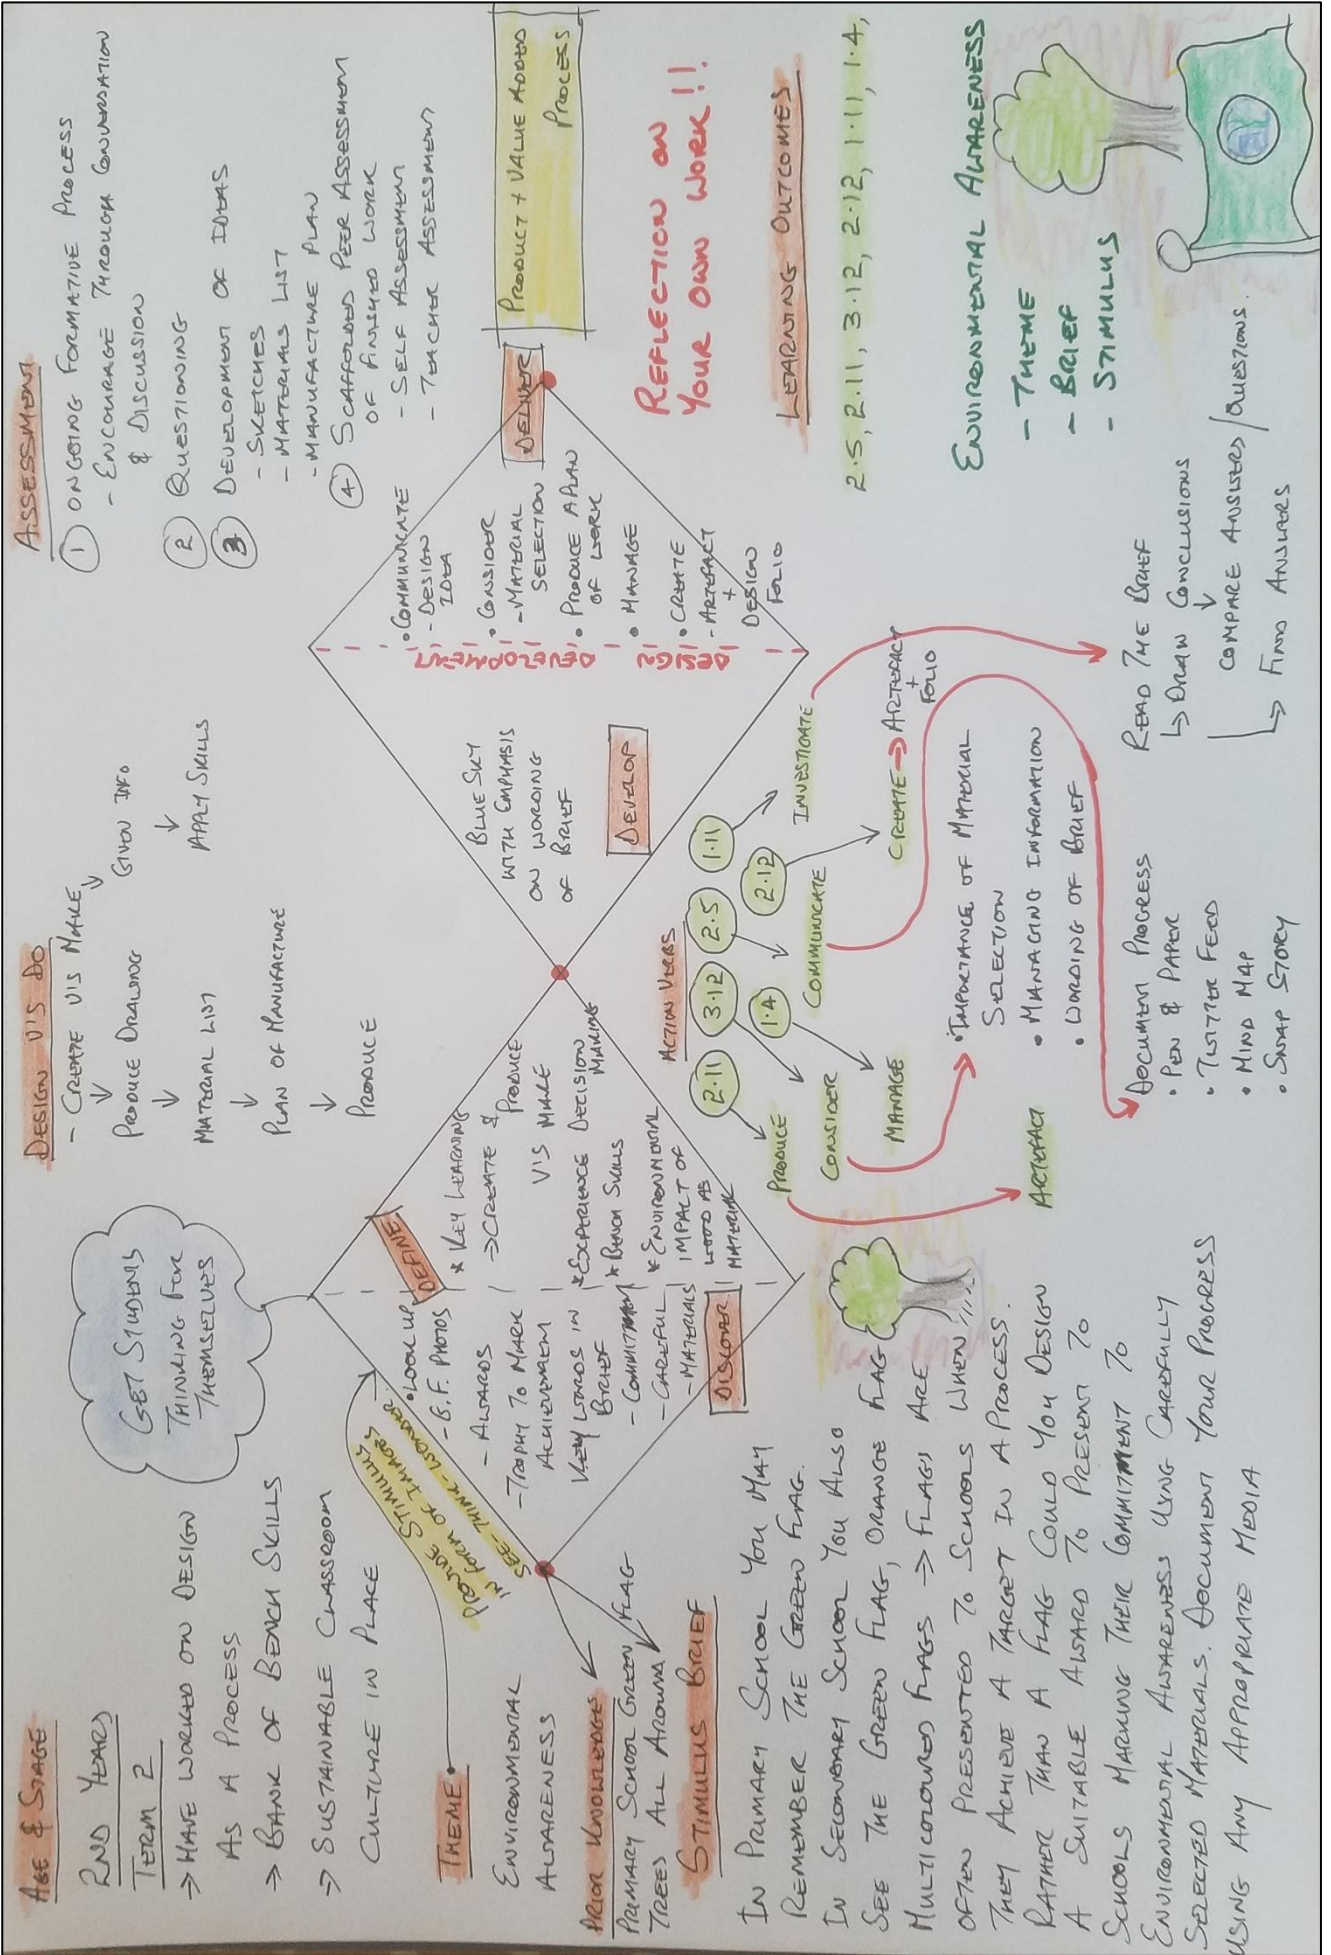 AGE & STAGE
2ND YEARS
TERM 2
→ HAVE WORKED ON DESIGN
AS A PROCESS
→ BANK OF BENCH SKILLS
→ SUSTAINABLE CLASSROOM
CULTURE IN PLACE
THEME
ENVIRONMENTAL
AWARENESS
PRIOR KNOWLEDGE
PRIMARY SCHOOL GREEN FLAG
TREES ALL AROUND
STIMULUS BRIEF
IN PRIMARY SCHOOL YOU MAY
REMEMBER THE GREEN FLAG.
IN SECONDARY SCHOOL YOU ALSO
SEE THE GREEN FLAG, ORANGE FLAG
MULTICOLOURED FLAGS → FLAGS ARE
OFTEN PRESENTED TO SCHOOLS WHEN
THEY ACHIEVE A TARGET IN A PROCESS.
RATHER THAN A FLAG COULD YOU DESIGN
A SUITABLE AWARD TO PRESENT TO
SCHOOLS MARKING THEIR COMMITMENT TO
ENVIRONMENTAL AWARENESS USING CAREFULLY
SELECTED MATERIALS. DOCUMENT YOUR PROGRESS
USING ANY APPROPRIATE MEDIA
GET STUDENTS
THINKING FOR
THEMSELVES
PROVIDE STIMULUS
IN FORM OF IMAGES
SEE - THINK - WONDER
• LOOK UP
- G.F. PHOTOS
- AWARDS
- TROPHY TO MARK
ACHIEVEMENT
KEY WORDS IN
BRIEF
- COMMITMENT
- CAREFUL
- MATERIALS
DISCOVER
DEFINE
* KEY LEARNING
→ CREATE &
PRODUCE
V'S
MAKE
* EXPERIENCE DECISION
MAKING
* BENCH SKILLS
* ENVIRONMENTAL
IMPACT OF
WOOD AS
MATERIAL
DESIGN V'S DO
- CREATE V'S MAKE
↓ ↓
PRODUCE DRAWING GIVEN INFO
↓ ↓
MATERIAL LIST APPLY SKILLS
↓
PLAN OF MANUFACTURE
↓
PRODUCE
BLUE SKY
WITH EMPHASIS
ON WORDING
OF BRIEF
DEVELOP
DESIGN DEVELOPMENT
• COMMUNICATE
- DESIGN
IDEA
• CONSIDER
- MATERIAL
SELECTION
• PRODUCE A PLAN
OF WORK
• MANAGE
• CREATE
- ARTEFACT
+
DESIGN
FOLIO
DELIVER
PRODUCT + VALUE ADDED
PROCESS
ASSESSMENT
1 ONGOING FORMATIVE PROCESS
- ENCOURAGE THROUGH CONVERSATION
& DISCUSSION
2 QUESTIONING
3 DEVELOPMENT OF IDEAS
- SKETCHES
- MATERIALS LIST
- MANUFACTURE PLAN
4 SCAFFOLDED PEER ASSESSMENT
OF FINISHED WORK
- SELF ASSESSMENT
- TEACHER ASSESSMENT
REFLECTION ON
YOUR OWN WORK!!
LEARNING OUTCOMES
2.5, 2.11, 3.12, 2.12, 1.11, 1.4,
ACTION VERBS
2.11 3.12 2.5 1.11
1.4 2.12
PRODUCE
CONSIDER
MANAGE
COMMUNICATE
INVESTIGATE
CREATE → ARTEFACT
+
FOLIO
ARTEFACT
• IMPORTANCE OF MATERIAL
SELECTION
• MANAGING INFORMATION
• WORDING OF BRIEF
DOCUMENT PROGRESS
• PEN & PAPER
• TWITTER FEED
• MIND MAP
• SNAP STORY
READ THE BRIEF
↳ DRAW CONCLUSIONS
↓
COMPARE ANSWERS/QUESTIONS.
↳ FIND ANSWERS
ENVIRONMENTAL AWARENESS
- THEME
- BRIEF
- STIMULUS